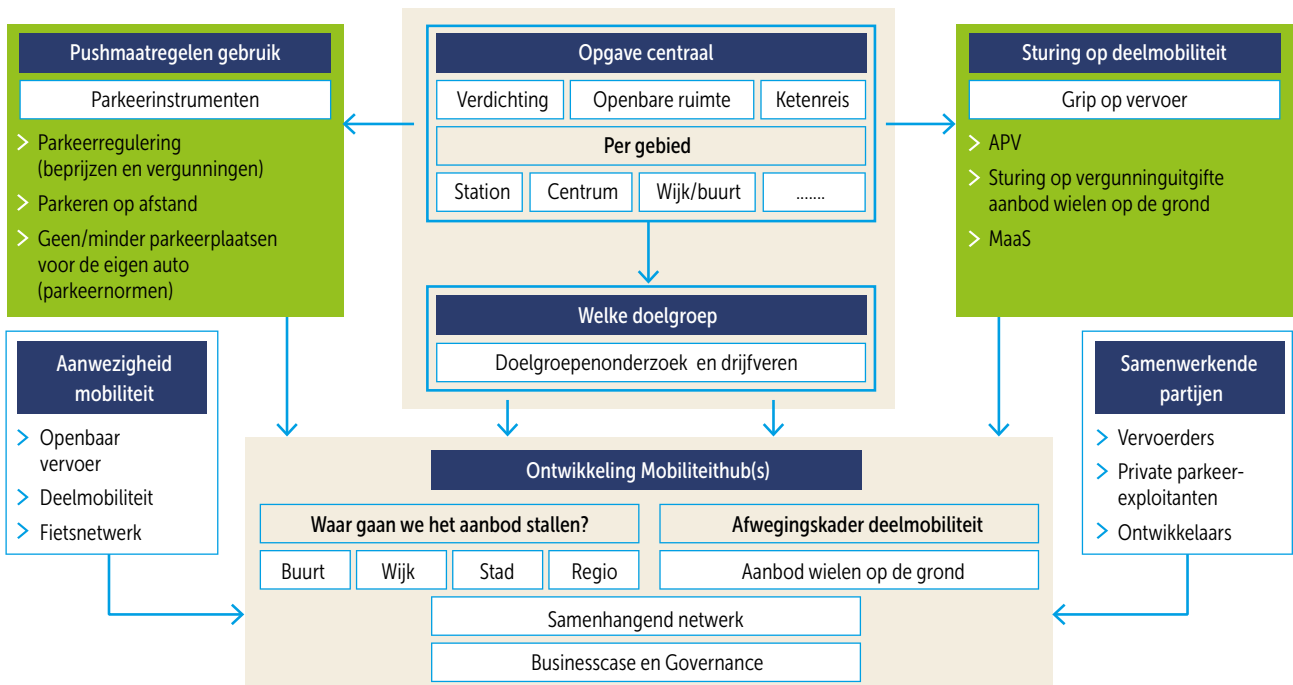 Pushmaatregelen gebruik
Parkeerinstrumenten
Parkeerregulering
(beprijzen en vergunningen)
Parkeren op afstand
Geen/minder parkeerplaatsen
voor de eigen auto
(parkeernormen)
Opgave centraal
Verdichting
Openbare ruimte
Ketenreis
Per gebied
Station
Centrum
Wijk/buurt
.......
Sturing op deelmobiliteit
Grip op vervoer
APV
Sturing op vergunninguitgifte
aanbod wielen op de grond
MaaS
Welke doelgroep
Doelgroepenonderzoek en drijfveren
Aanwezigheid
mobiliteit
Openbaar
vervoer
Deelmobiliteit
Fietsnetwerk
Samenwerkende
partijen
Vervoerders
Private parkeer-
exploitanten
Ontwikkelaars
Ontwikkeling Mobiliteithub(s)
Waar gaan we het aanbod stallen?
Buurt
Wijk
Stad
Regio
Afwegingskader deelmobiliteit
Aanbod wielen op de grond
Samenhangend netwerk
Businesscase en Governance